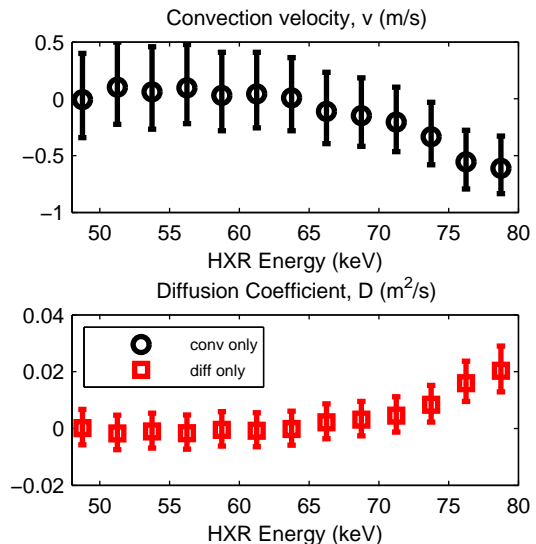 Convection velocity, v (m/s)
0.5
0
−0.5
−1
50 55 60 65 70 75 80
HXR Energy (keV)
Diffusion Coefficient, D (m²/s)
0.04
conv only
0.02
diff only
0
−0.02
50 55 60 65 70 75 80
HXR Energy (keV)